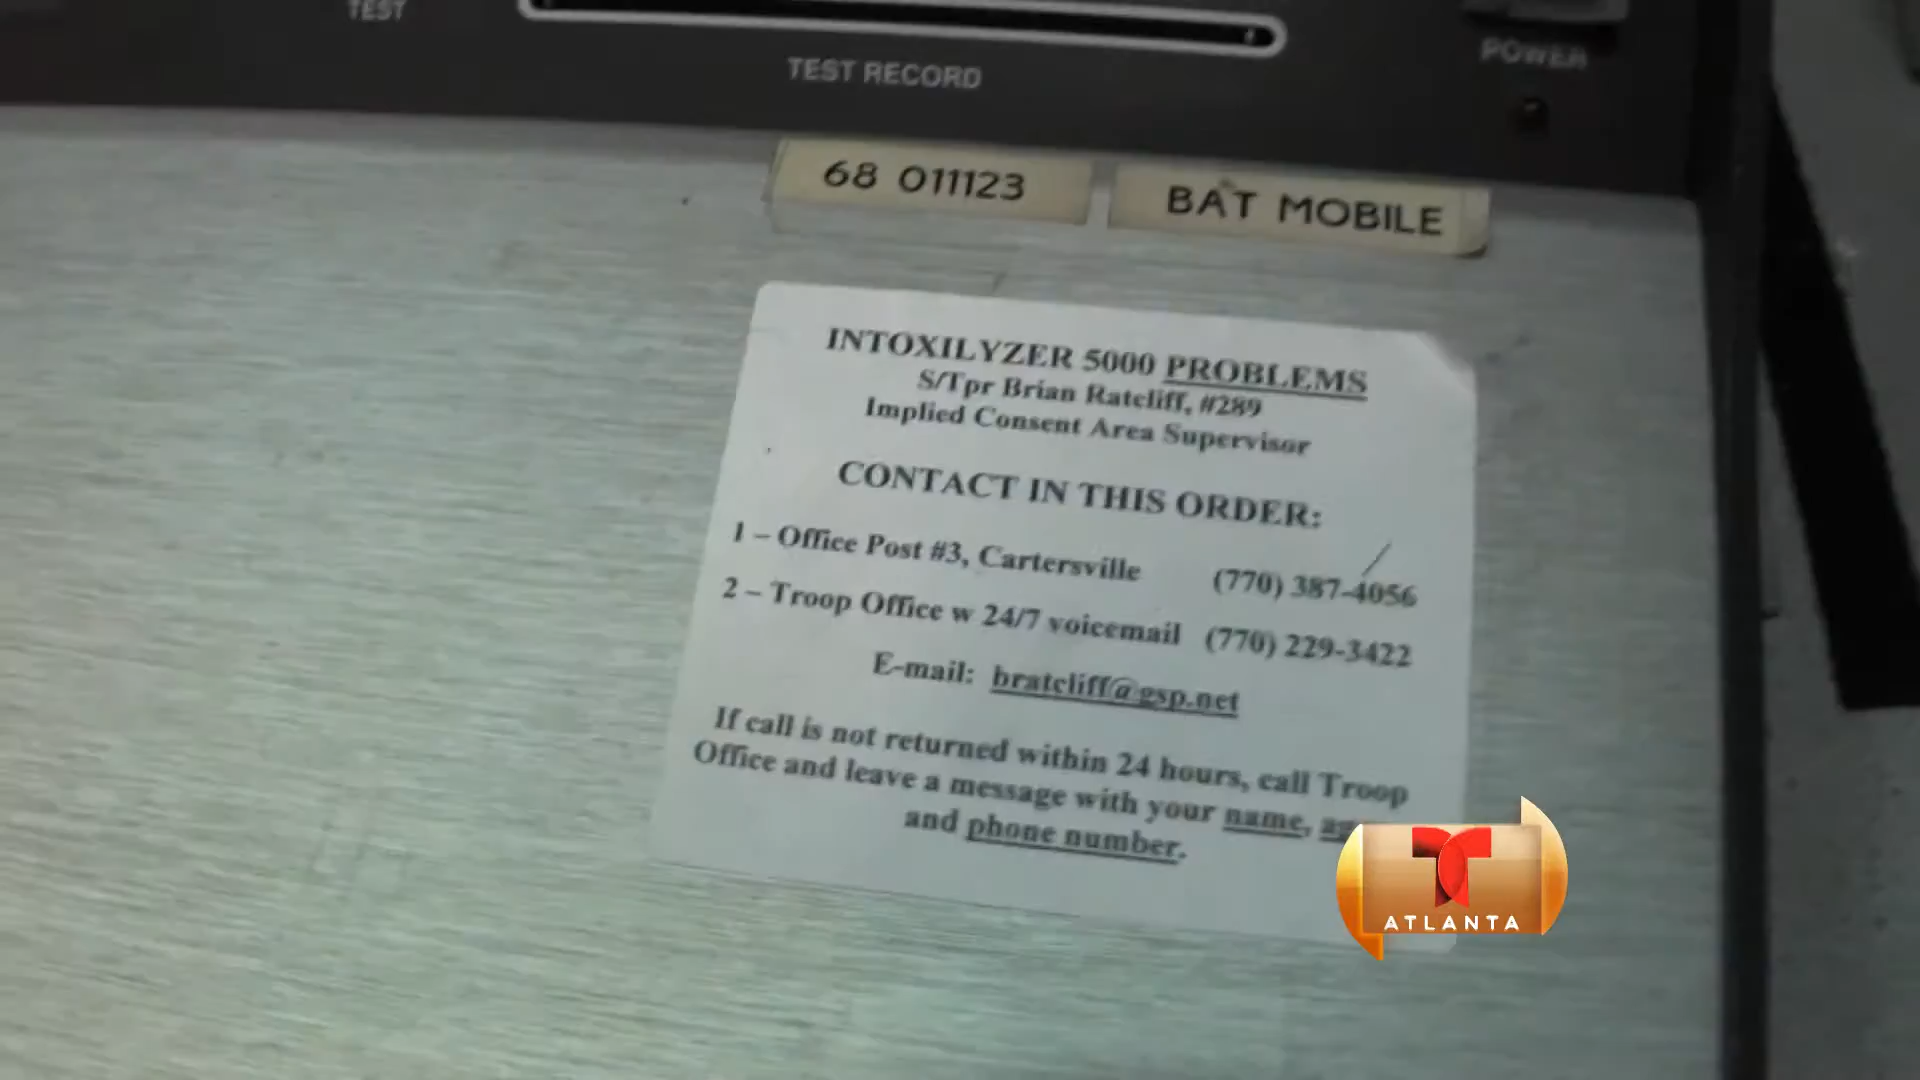 TEST
TEST RECORD
POWER
68 011123
BAT MOBILE
INTOXILYZER 5000 PROBLEMS
S/Tpr Brian Ratcliff, #289
Implied Consent Area Supervisor
CONTACT IN THIS ORDER:
1 – Office Post #3, Cartersville (770) 387-4056
2 – Troop Office w 24/7 voicemail (770) 229-3422
E-mail: bratcliff@gsp.net
If call is not returned within 24 hours, call Troop
Office and leave a message with your name,
and phone number.
ATLANTA